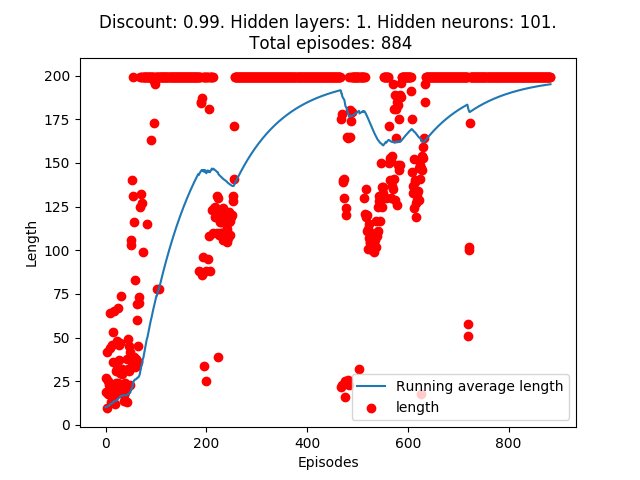 Discount: 0.99. Hidden layers: 1. Hidden neurons: 101.
Total episodes: 884
200
175
150
125
100
75
50
25
0
Length
Running average length
length
0 200 400 600 800
Episodes